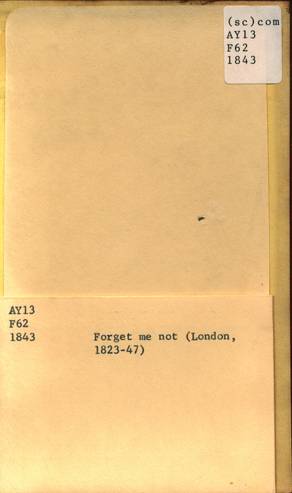 (sc)com
AY13
F62
1843
AY13
F62
1843 Forget me not (London,
1823-47)